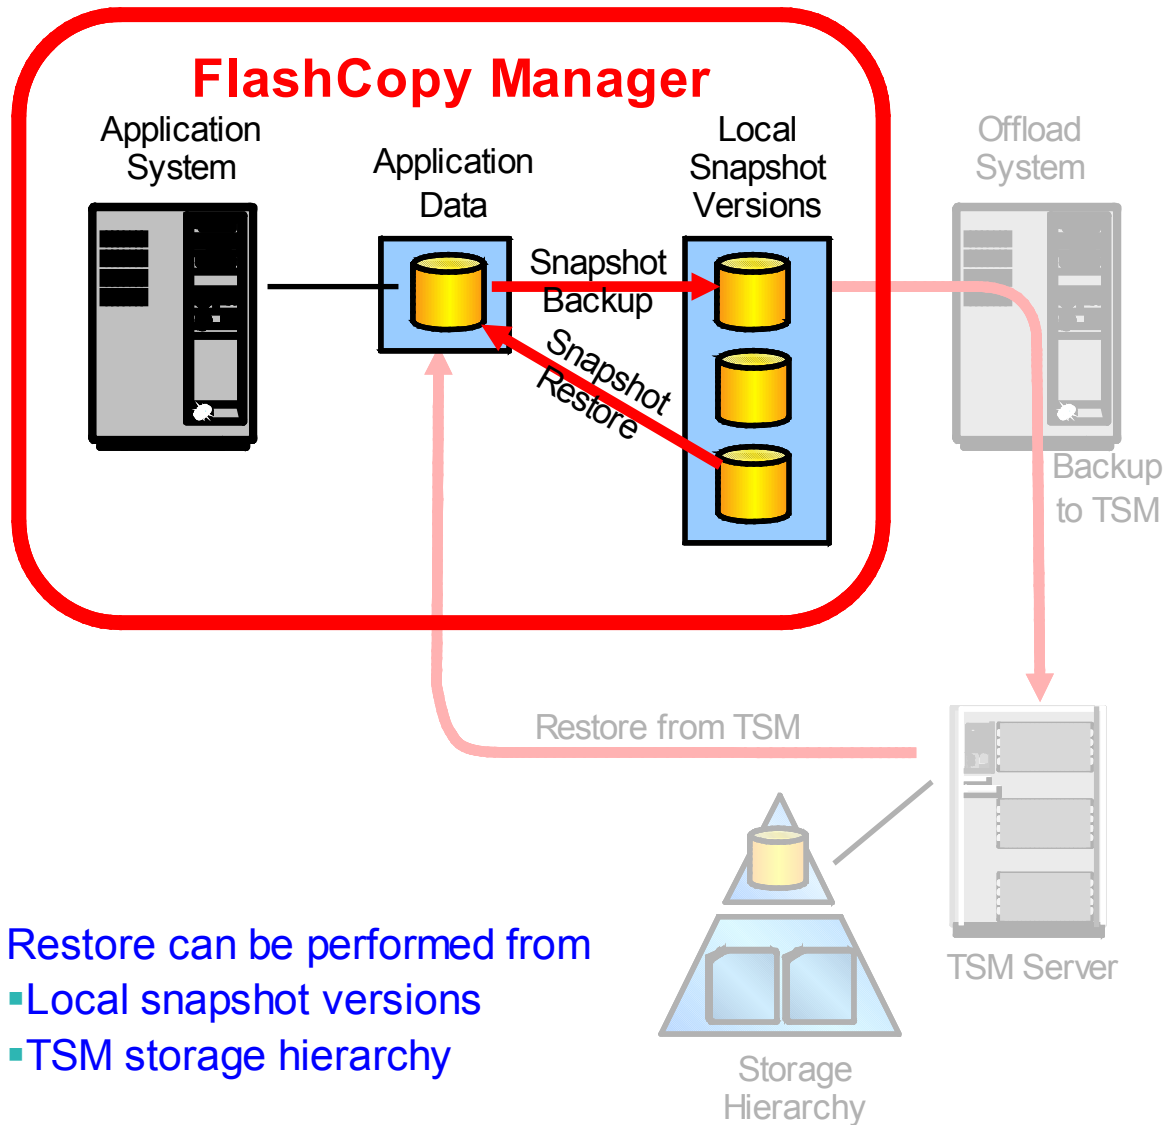 FlashCopy Manager
Application
System
Application
Data
Local
Snapshot
Versions
Offload
System
Snapshot
Backup
Snapshot
Restore
Backup
to TSM
Restore from TSM
TSM Server
Storage
Hierarchy
Restore can be performed from
▪Local snapshot versions
▪TSM storage hierarchy